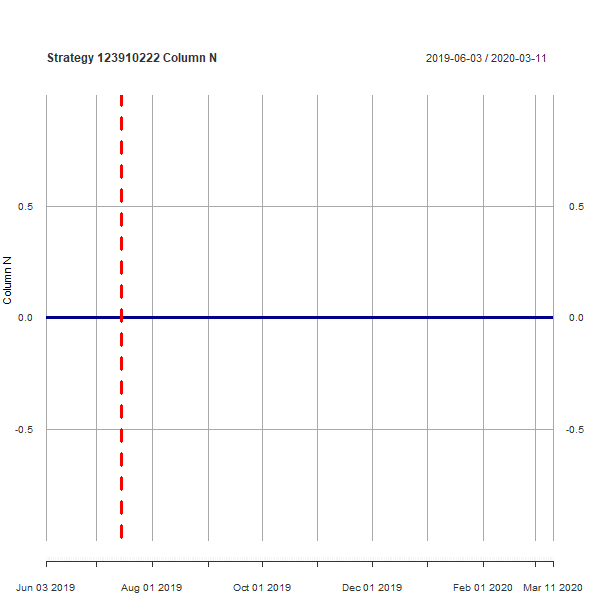 Strategy 123910222 Column N
2019-06-03 / 2020-03-11
0.5
0.5
Column N
0.0
0.0
-0.5
-0.5
Jun 03 2019
Aug 01 2019
Oct 01 2019
Dec 01 2019
Feb 01 2020
Mar 11 2020